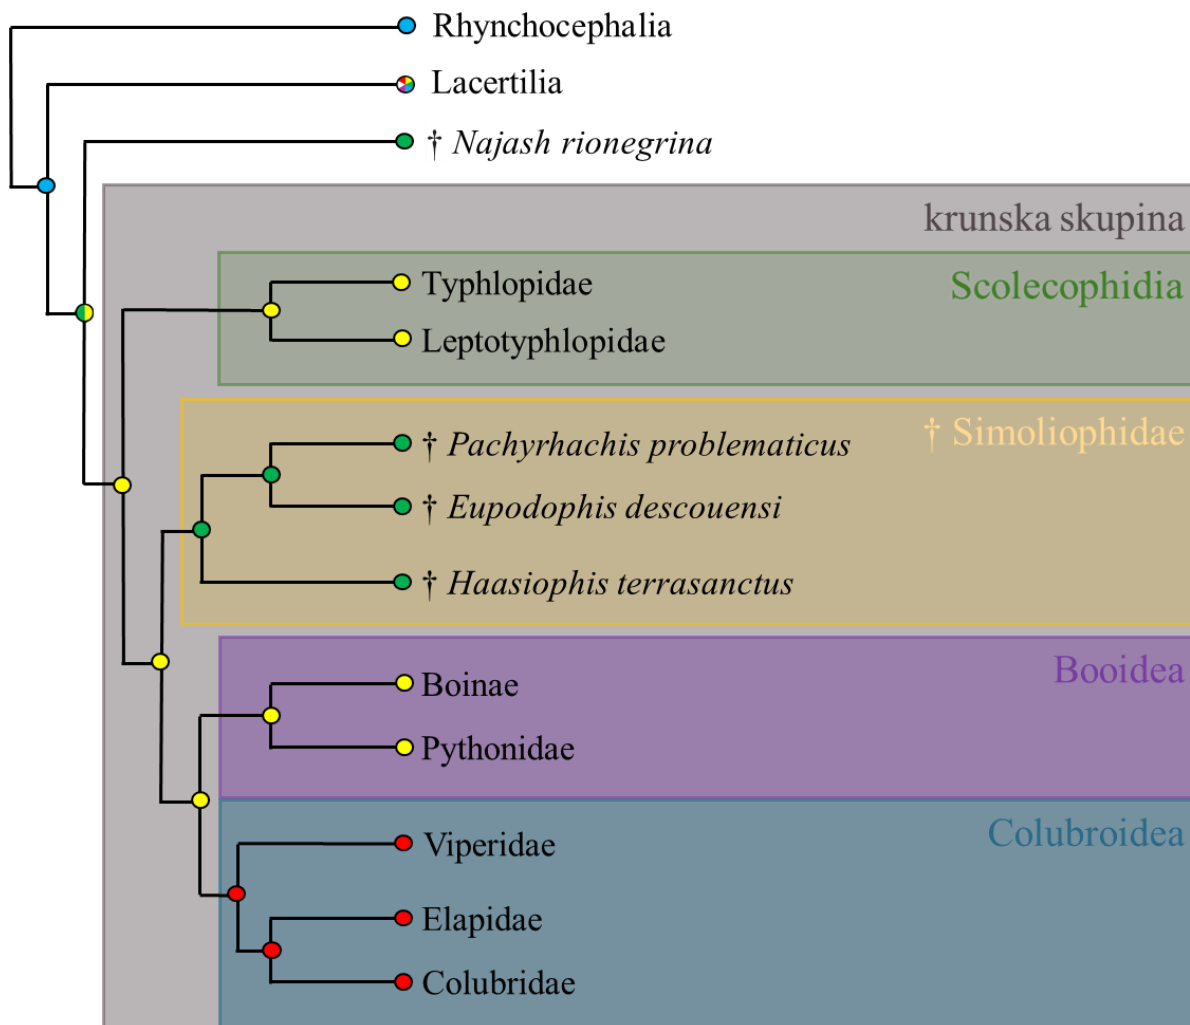 Rhynchocephalia
Lacertilia
† Najash rionegrina
krunska skupina
Scolecophidia
Typhlopidae
Leptotyphlopidae
† Simoliophidae
† Pachyrhachis problematicus
† Eupodophis descouensi
† Haasiophis terrasanctus
Booidea
Boinae
Pythonidae
Colubroidea
Viperidae
Elapidae
Colubridae